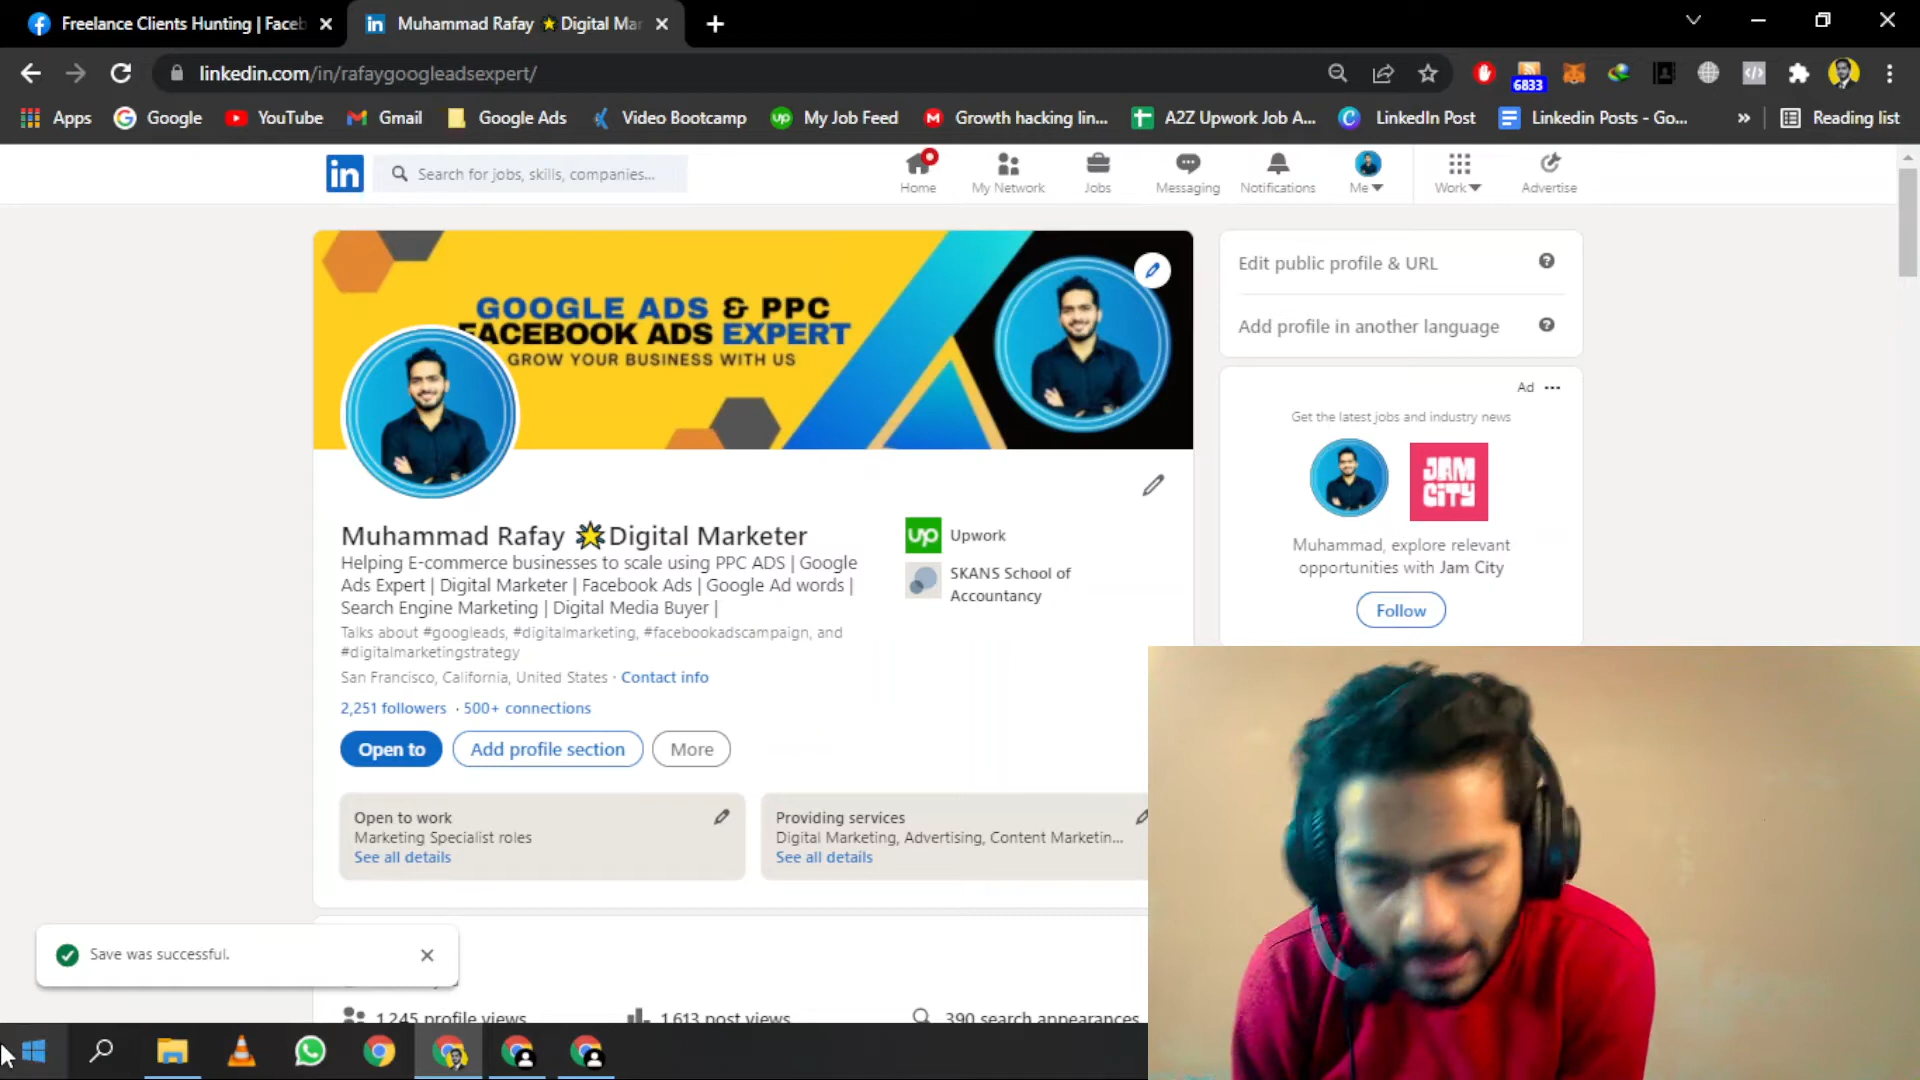 Freelance Clients Hunting | Faceb
Muhammad Rafay 🌟Digital Mar
linkedin.com/in/rafaygoogleadsexpert/
6833
Apps
Google
YouTube
Gmail
Google Ads
Video Bootcamp
up
My Job Feed
Growth hacking lin...
A2Z Upwork Job A...
LinkedIn Post
Linkedin Posts - Go...
»
Reading list
in
Search for jobs, skills, companies...
Home
My Network
Jobs
Messaging
Notifications
Me
Work
Advertise
GOOGLE ADS & PPC
FACEBOOK ADS EXPERT
GROW YOUR BUSINESS WITH US
Muhammad Rafay 🌟Digital Marketer
Helping E-commerce businesses to scale using PPC ADS | Google
Ads Expert | Digital Marketer | Facebook Ads | Google Ad words |
Search Engine Marketing | Digital Media Buyer |
Talks about #googleads, #digitalmarketing, #facebookadscampaign, and
#digitalmarketingstrategy
San Francisco, California, United States · Contact info
2,251 followers · 500+ connections
Open to
Add profile section
More
up
Upwork
SKANS School of
Accountancy
Open to work
Marketing Specialist roles
See all details
Providing services
Digital Marketing, Advertising, Content Marketin...
See all details
1,245 profile views
1,613 post views
390 search appearances
Edit public profile & URL
Add profile in another language
Ad
Get the latest jobs and industry news
JAM
CITY
Muhammad, explore relevant
opportunities with Jam City
Follow
Save was successful.